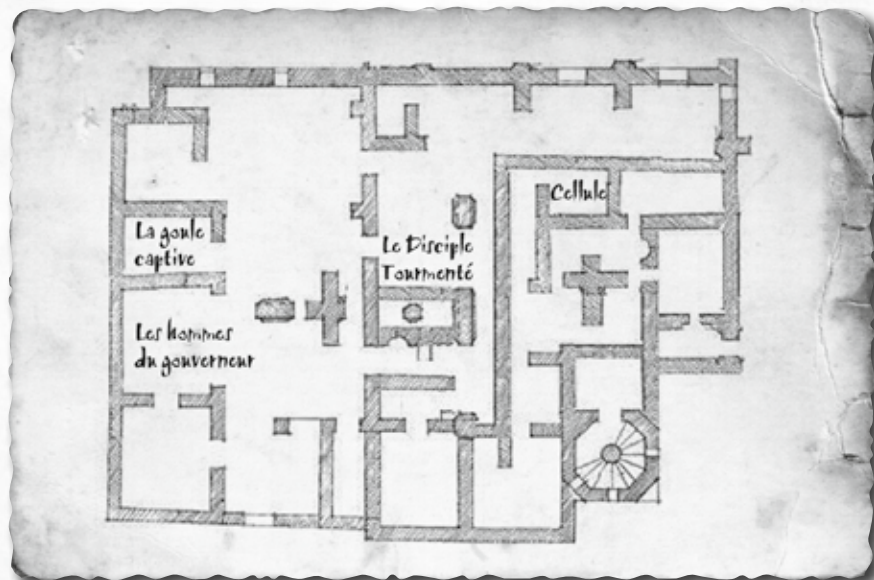 Cellule
La goule
captive
Le Disciple
Tourmenté
Les hommes
du gouverneur